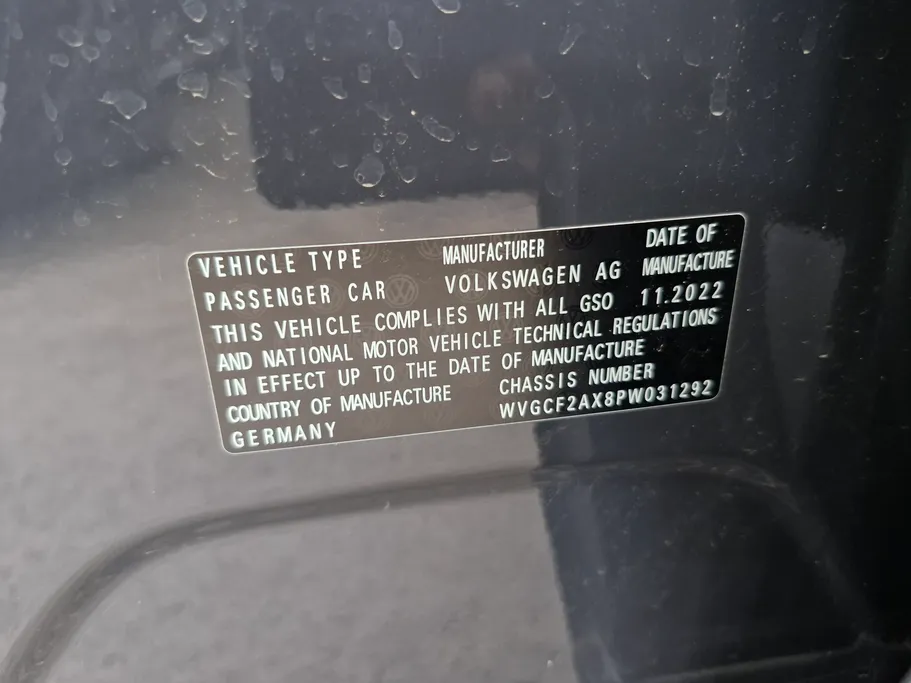 VEHICLE TYPE MANUFACTURER DATE OF MANUFACTURE
PASSENGER CAR VOLKSWAGEN AG 11.2022
THIS VEHICLE COMPLIES WITH ALL GSO
AND NATIONAL MOTOR VEHICLE TECHNICAL REGULATIONS
IN EFFECT UP TO THE DATE OF MANUFACTURE
COUNTRY OF MANUFACTURE CHASSIS NUMBER
GERMANY WVGCF2AX8PW031292